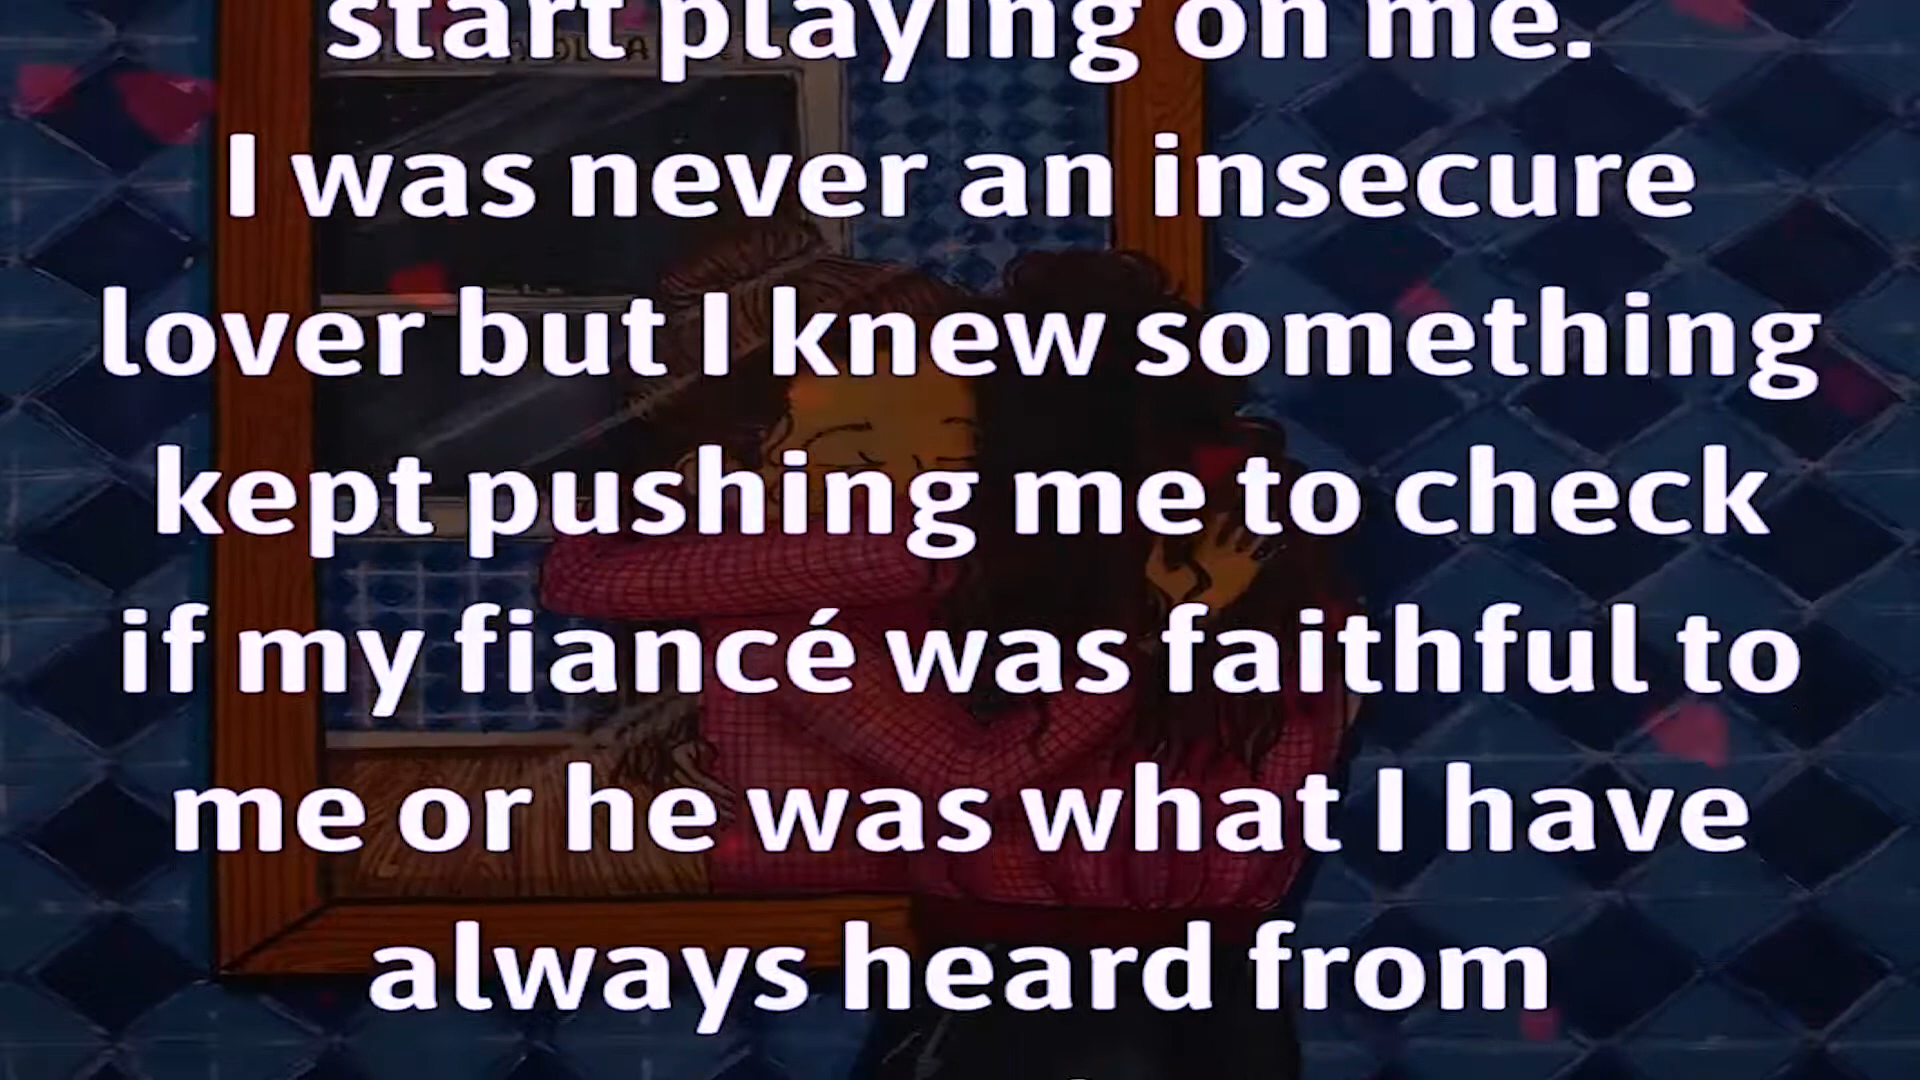 start playing on me.
I was never an insecure
lover but I knew something
kept pushing me to check
if my fiancé was faithful to
me or he was what I have
always heard from